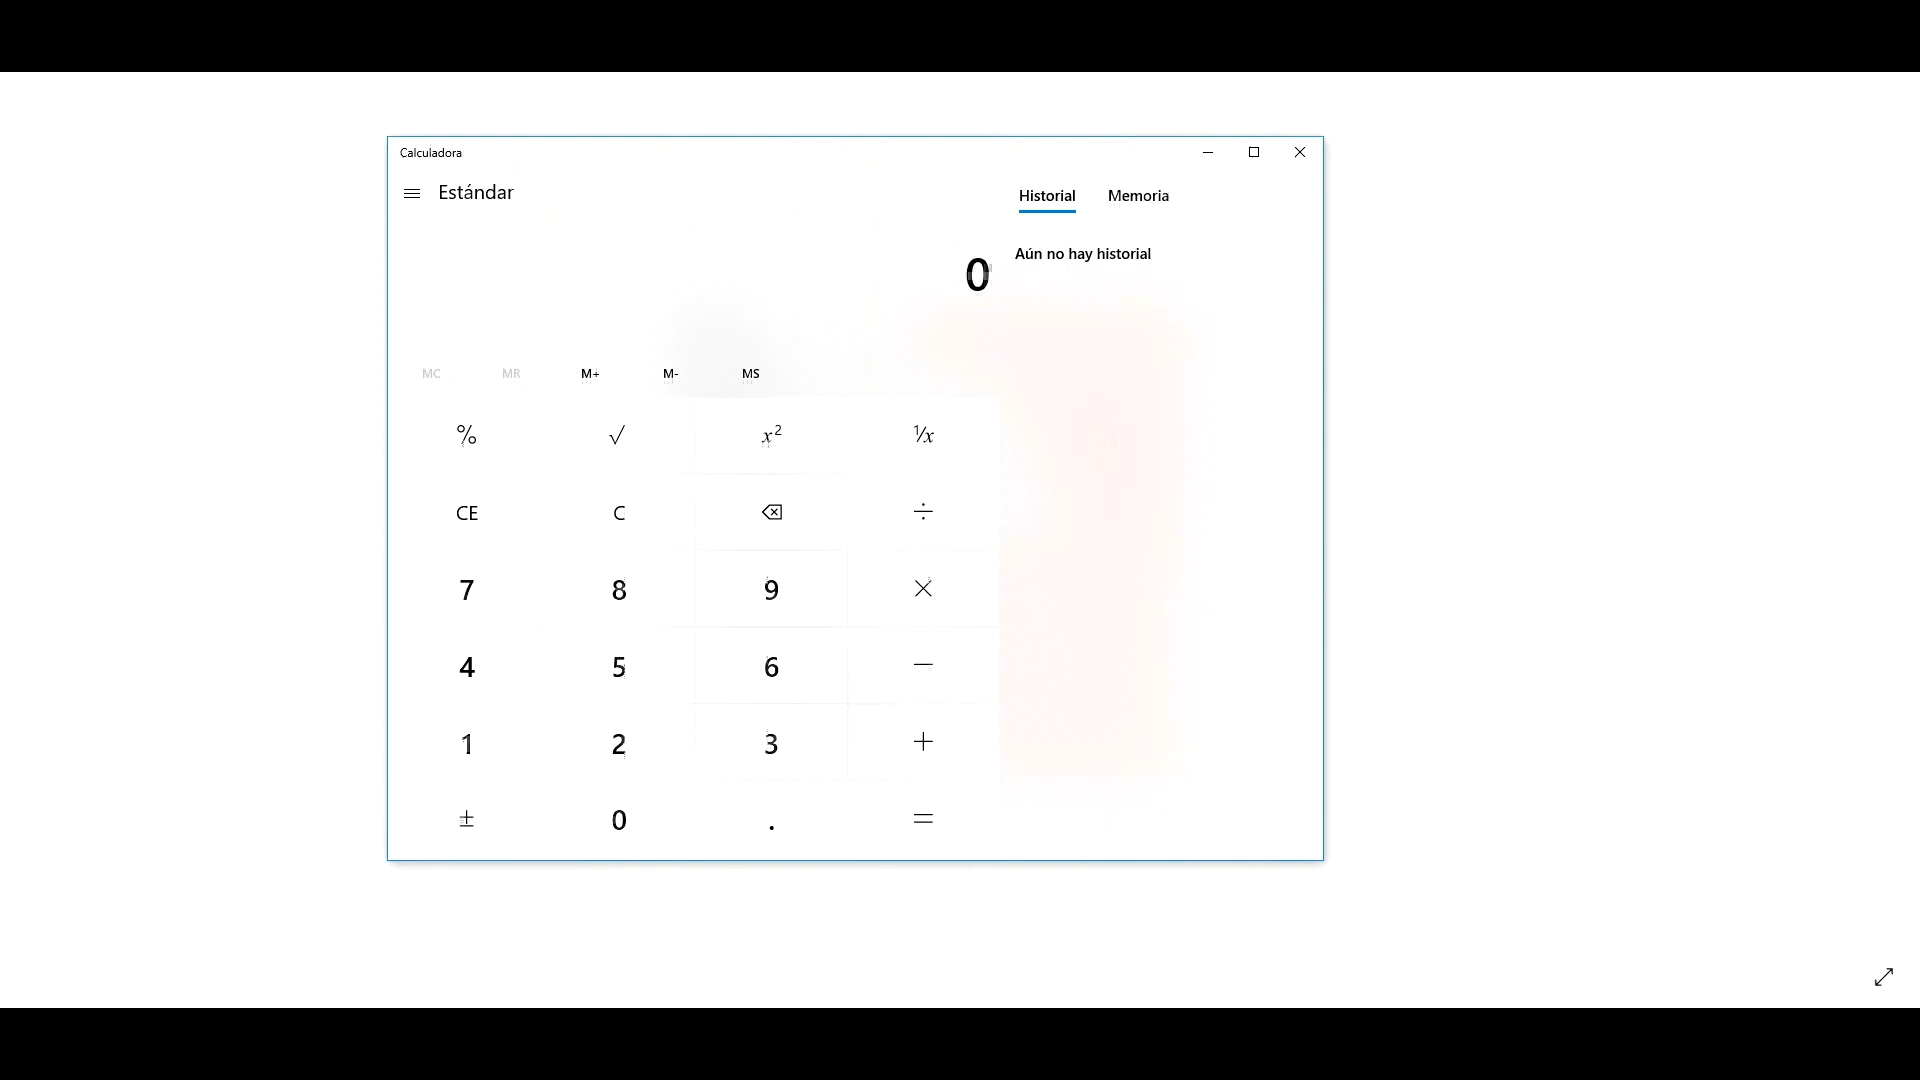 Calculadora
Estándar
Historial Memoria
0
Aún no hay historial
MC MR M+ M- MS
% √ x² ¹/x
CE C ÷
7 8 9 ×
4 5 6 −
1 2 3 +
± 0 . =